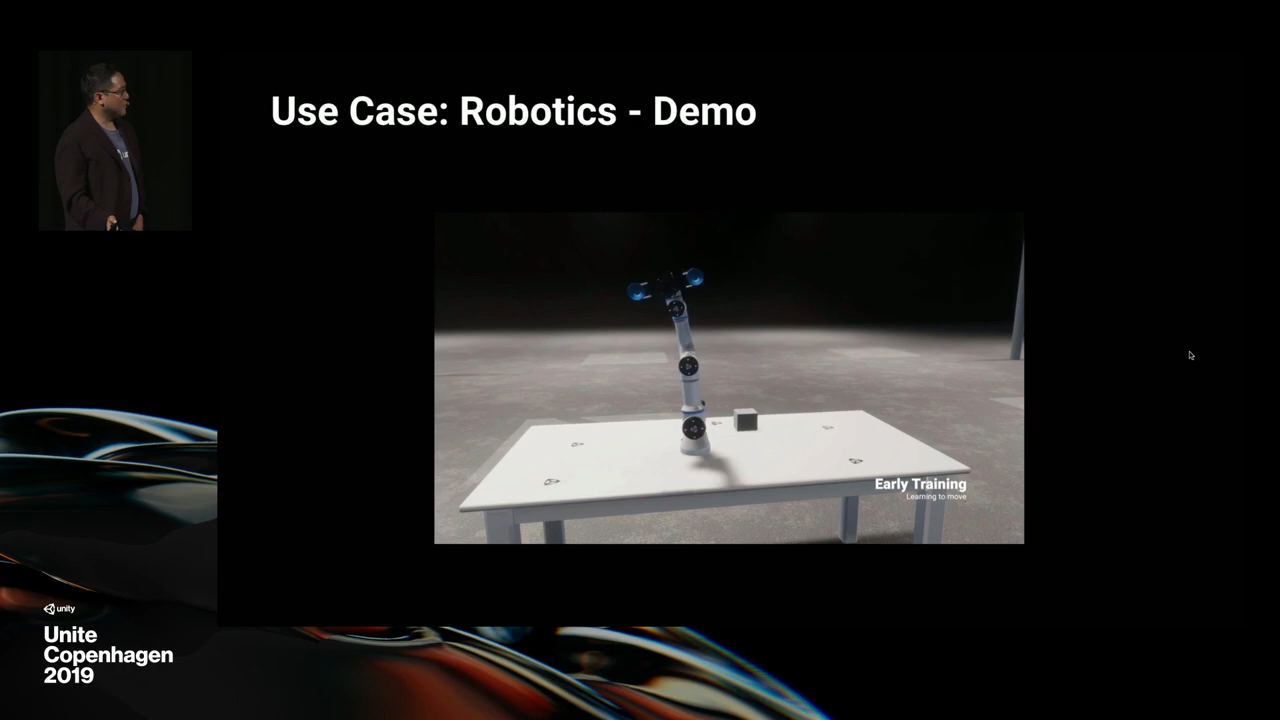 Use Case: Robotics - Demo
Early Training
Learning to move
unity
Unite
Copenhagen
2019